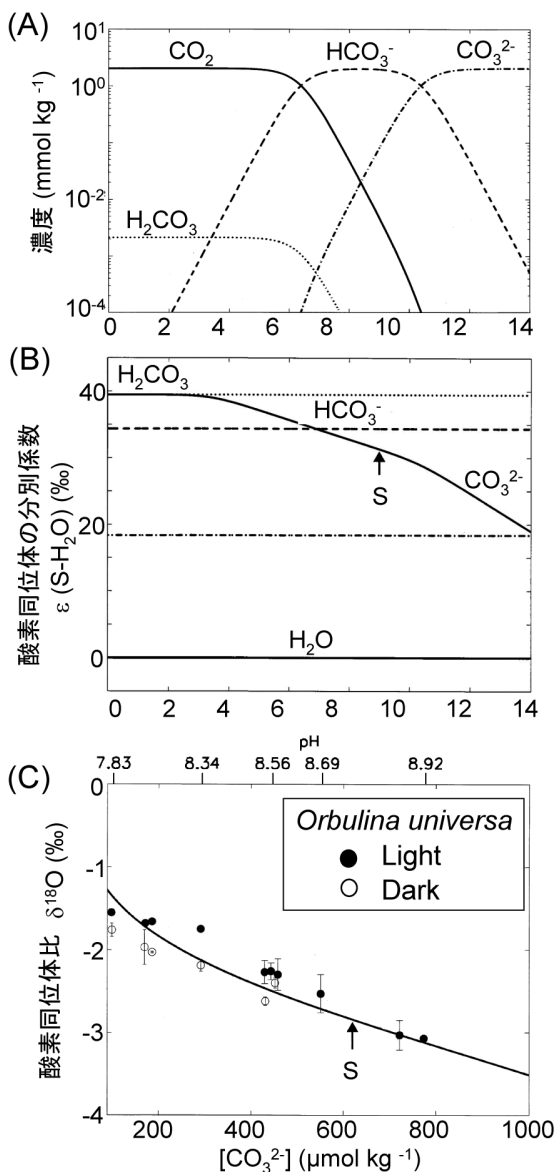 (A)
10¹
10⁰
10⁻²
10⁻⁴
濃度 (mmol kg ⁻¹)
CO₂
HCO₃⁻
CO₃²⁻
H₂CO₃
0 2 4 6 8 10 12 14
(B)
40
20
0
酸素同位体の分別係数
ε (S-H₂O) (‰)
H₂CO₃
HCO₃⁻
CO₃²⁻
S
H₂O
0 2 4 6 8 10 12 14
pH
7.83 8.34 8.56 8.69 8.92
(C)
0
-1
-2
-3
-4
酸素同位体比 δ¹⁸O (‰)
Orbulina universa
Light
Dark
S
200 400 600 800 1000
[CO₃²⁻] (μmol kg ⁻¹)